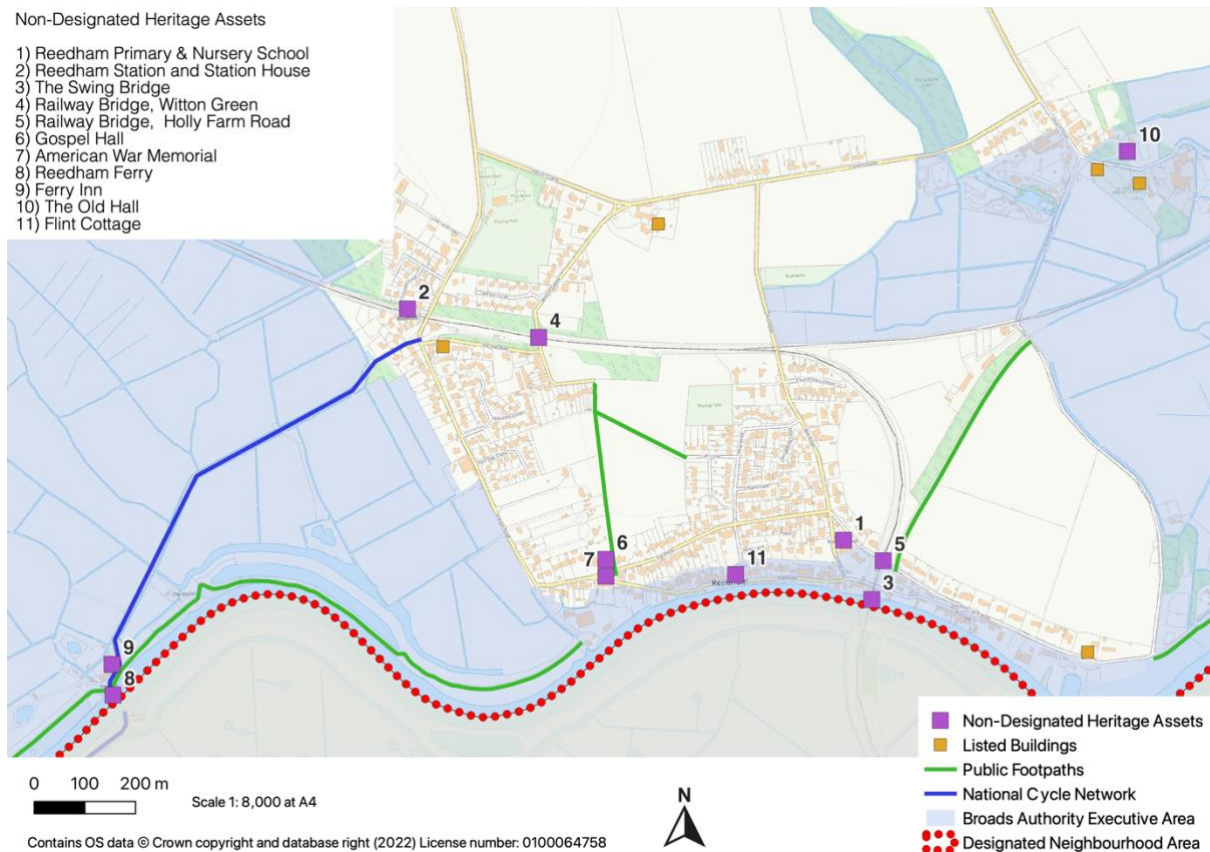 Non-Designated Heritage Assets
1) Reedham Primary & Nursery School
2) Reedham Station and Station House
3) The Swing Bridge
4) Railway Bridge, Witton Green
5) Railway Bridge,  Holly Farm Road
6) Gospel Hall
7) American War Memorial
8) Reedham Ferry
9) Ferry Inn
10) The Old Hall
11) Flint Cottage
10
2
4
1
6
5
7
11
3
9
8
Non-Designated Heritage Assets
Listed Buildings
Public Footpaths
National Cycle Network
Broads Authority Executive Area
Designated Neighbourhood Area
0 100 200 m
Scale 1: 8,000 at A4
N
Contains OS data © Crown copyright and database right (2022) License number: 0100064758